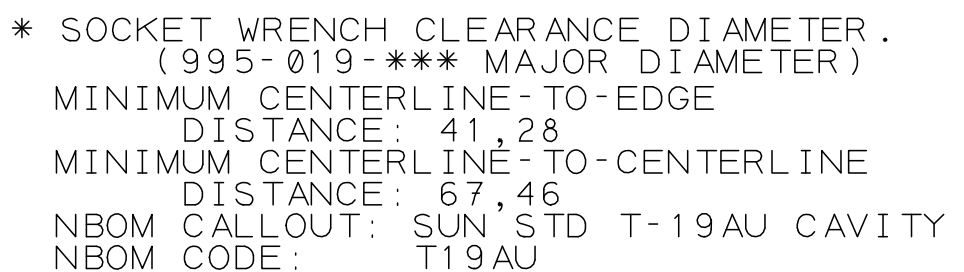 * SOCKET WRENCH CLEARANCE DIAMETER.
(995-019-*** MAJOR DIAMETER)
MINIMUM CENTERLINE-TO-EDGE
DISTANCE: 41,28
MINIMUM CENTERLINE-TO-CENTERLINE
DISTANCE: 67,46
NBOM CALLOUT: SUN STD T-19AU CAVITY
NBOM CODE: T19AU